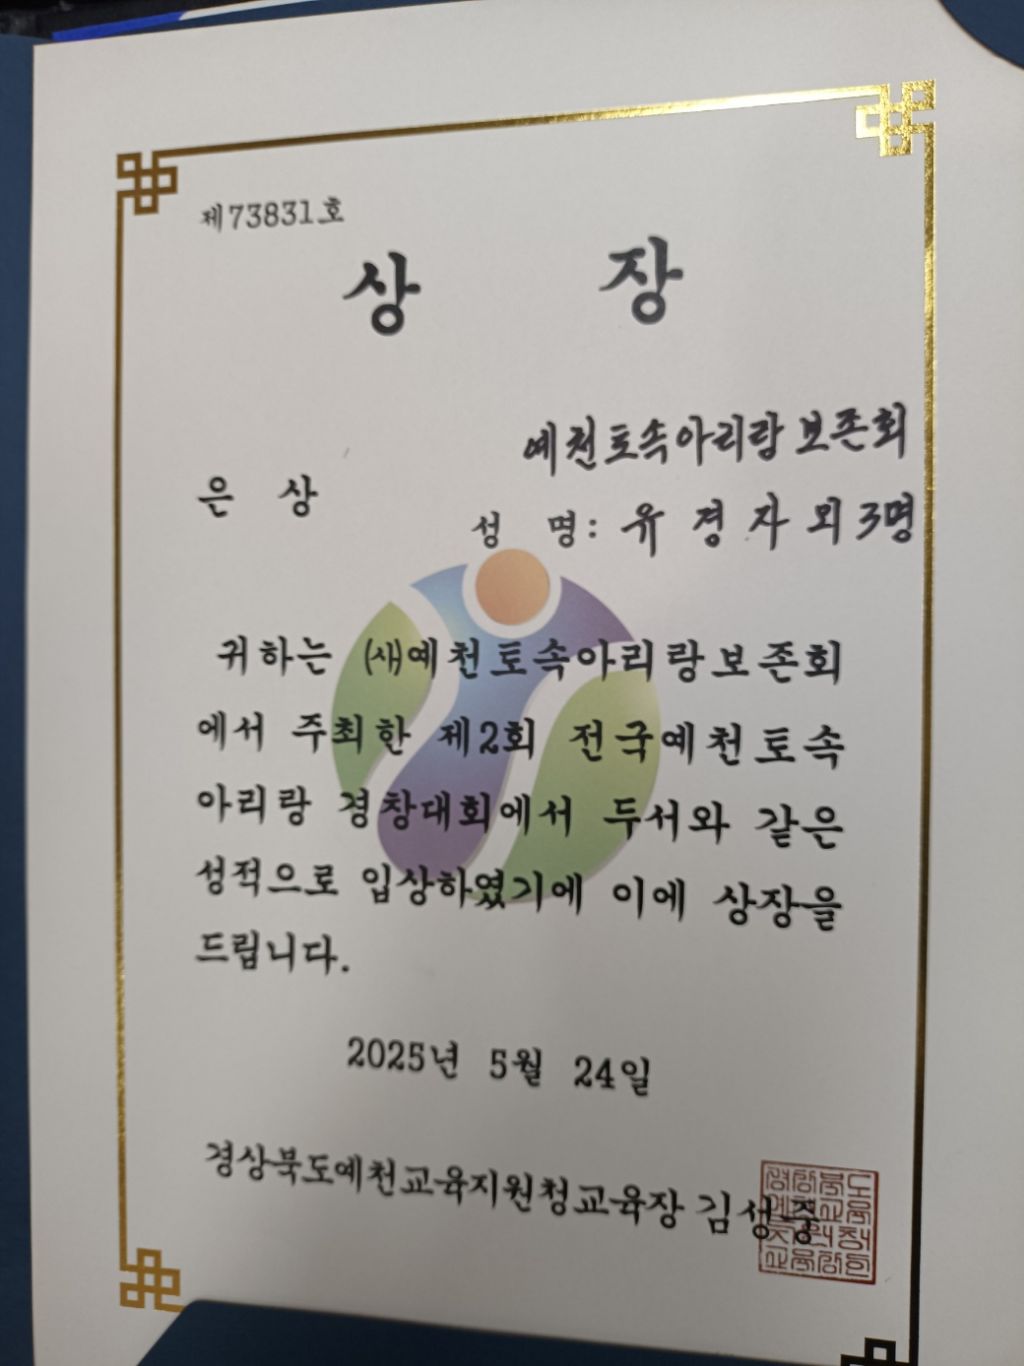 제73831호
상 장
예천토속아리랑 보존회
은 상
성 명: 유 경 자 외 3명
귀하는 (사)예천토속아리랑보존회
에서 주최한 제2회 전국예천토속
아리랑 경창대회에서 두서와 같은
성적으로 입상하였기에 이에 상장을
드립니다.
2025년 5월 24일
경상북도예천교육지원청교육장 김성중